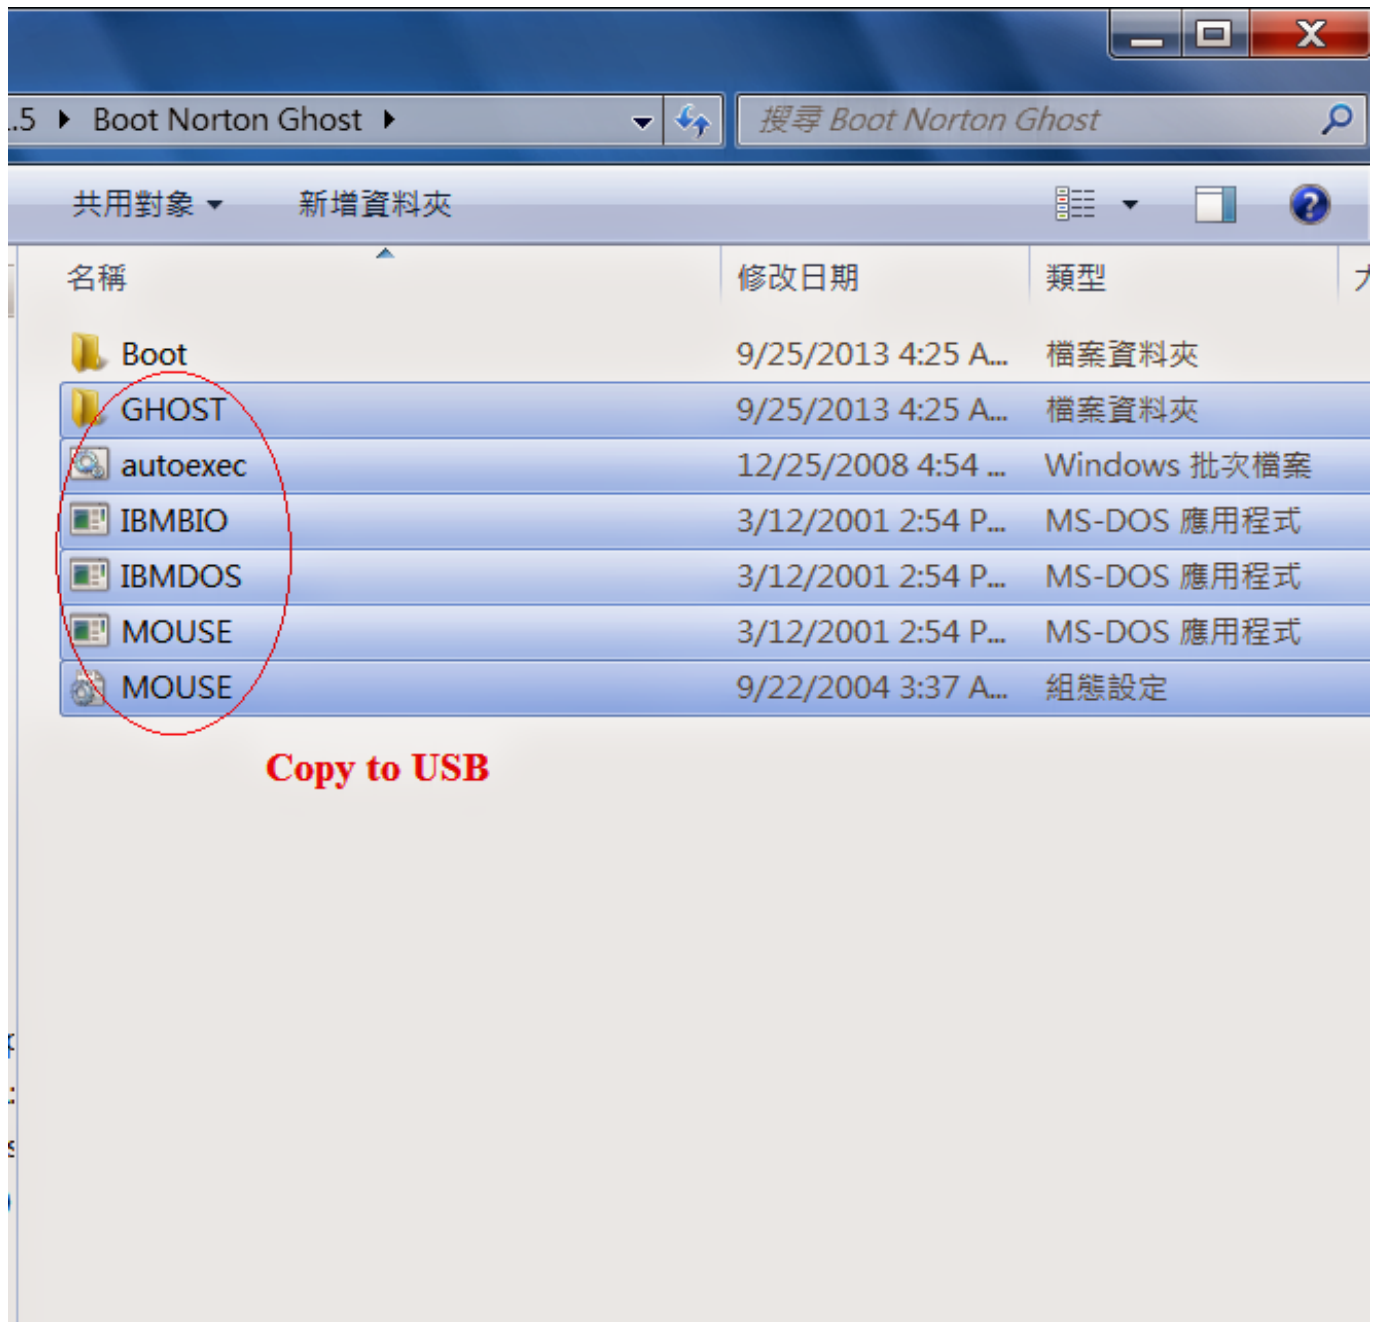 ..5 ▸ Boot Norton Ghost ▸ 搜尋 Boot Norton Ghost
共用對象 新增資料夾
名稱 修改日期 類型
Boot 9/25/2013 4:25 A... 檔案資料夾
GHOST 9/25/2013 4:25 A... 檔案資料夾
autoexec 12/25/2008 4:54 ... Windows 批次檔案
IBMBIO 3/12/2001 2:54 P... MS-DOS 應用程式
IBMDOS 3/12/2001 2:54 P... MS-DOS 應用程式
MOUSE 3/12/2001 2:54 P... MS-DOS 應用程式
MOUSE 9/22/2004 3:37 A... 組態設定
Copy to USB